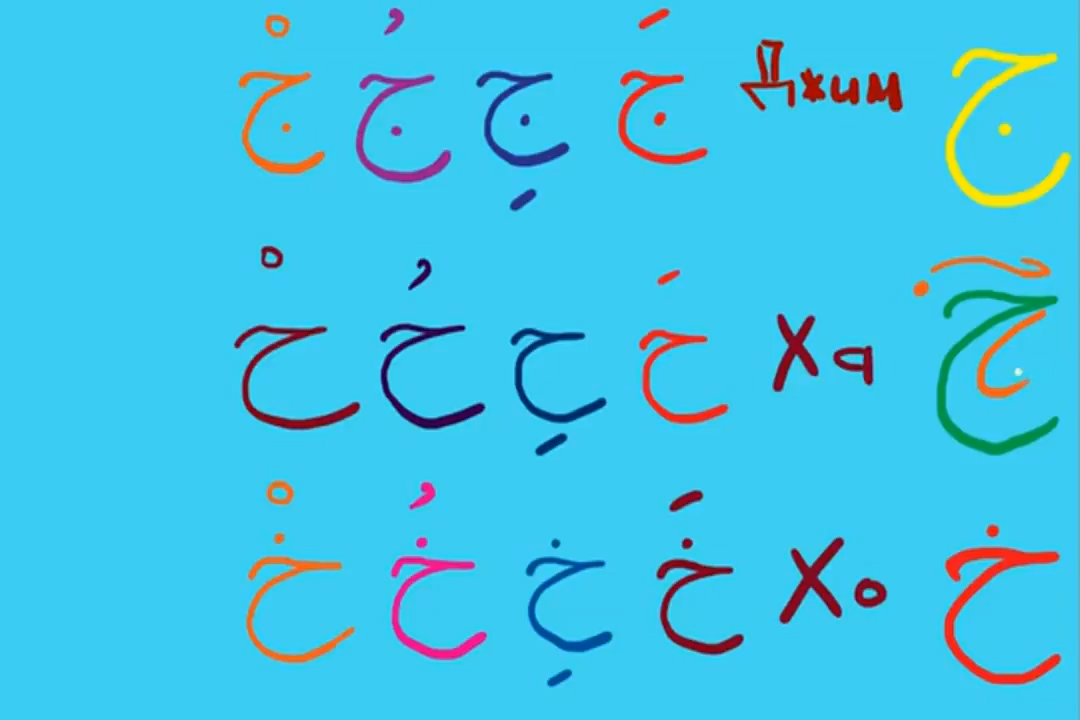 ج Джим جَ جِ جُ جْ
ح Ха حَ حِ حُ حْ
خ Хо خَ خِ خُ خْ